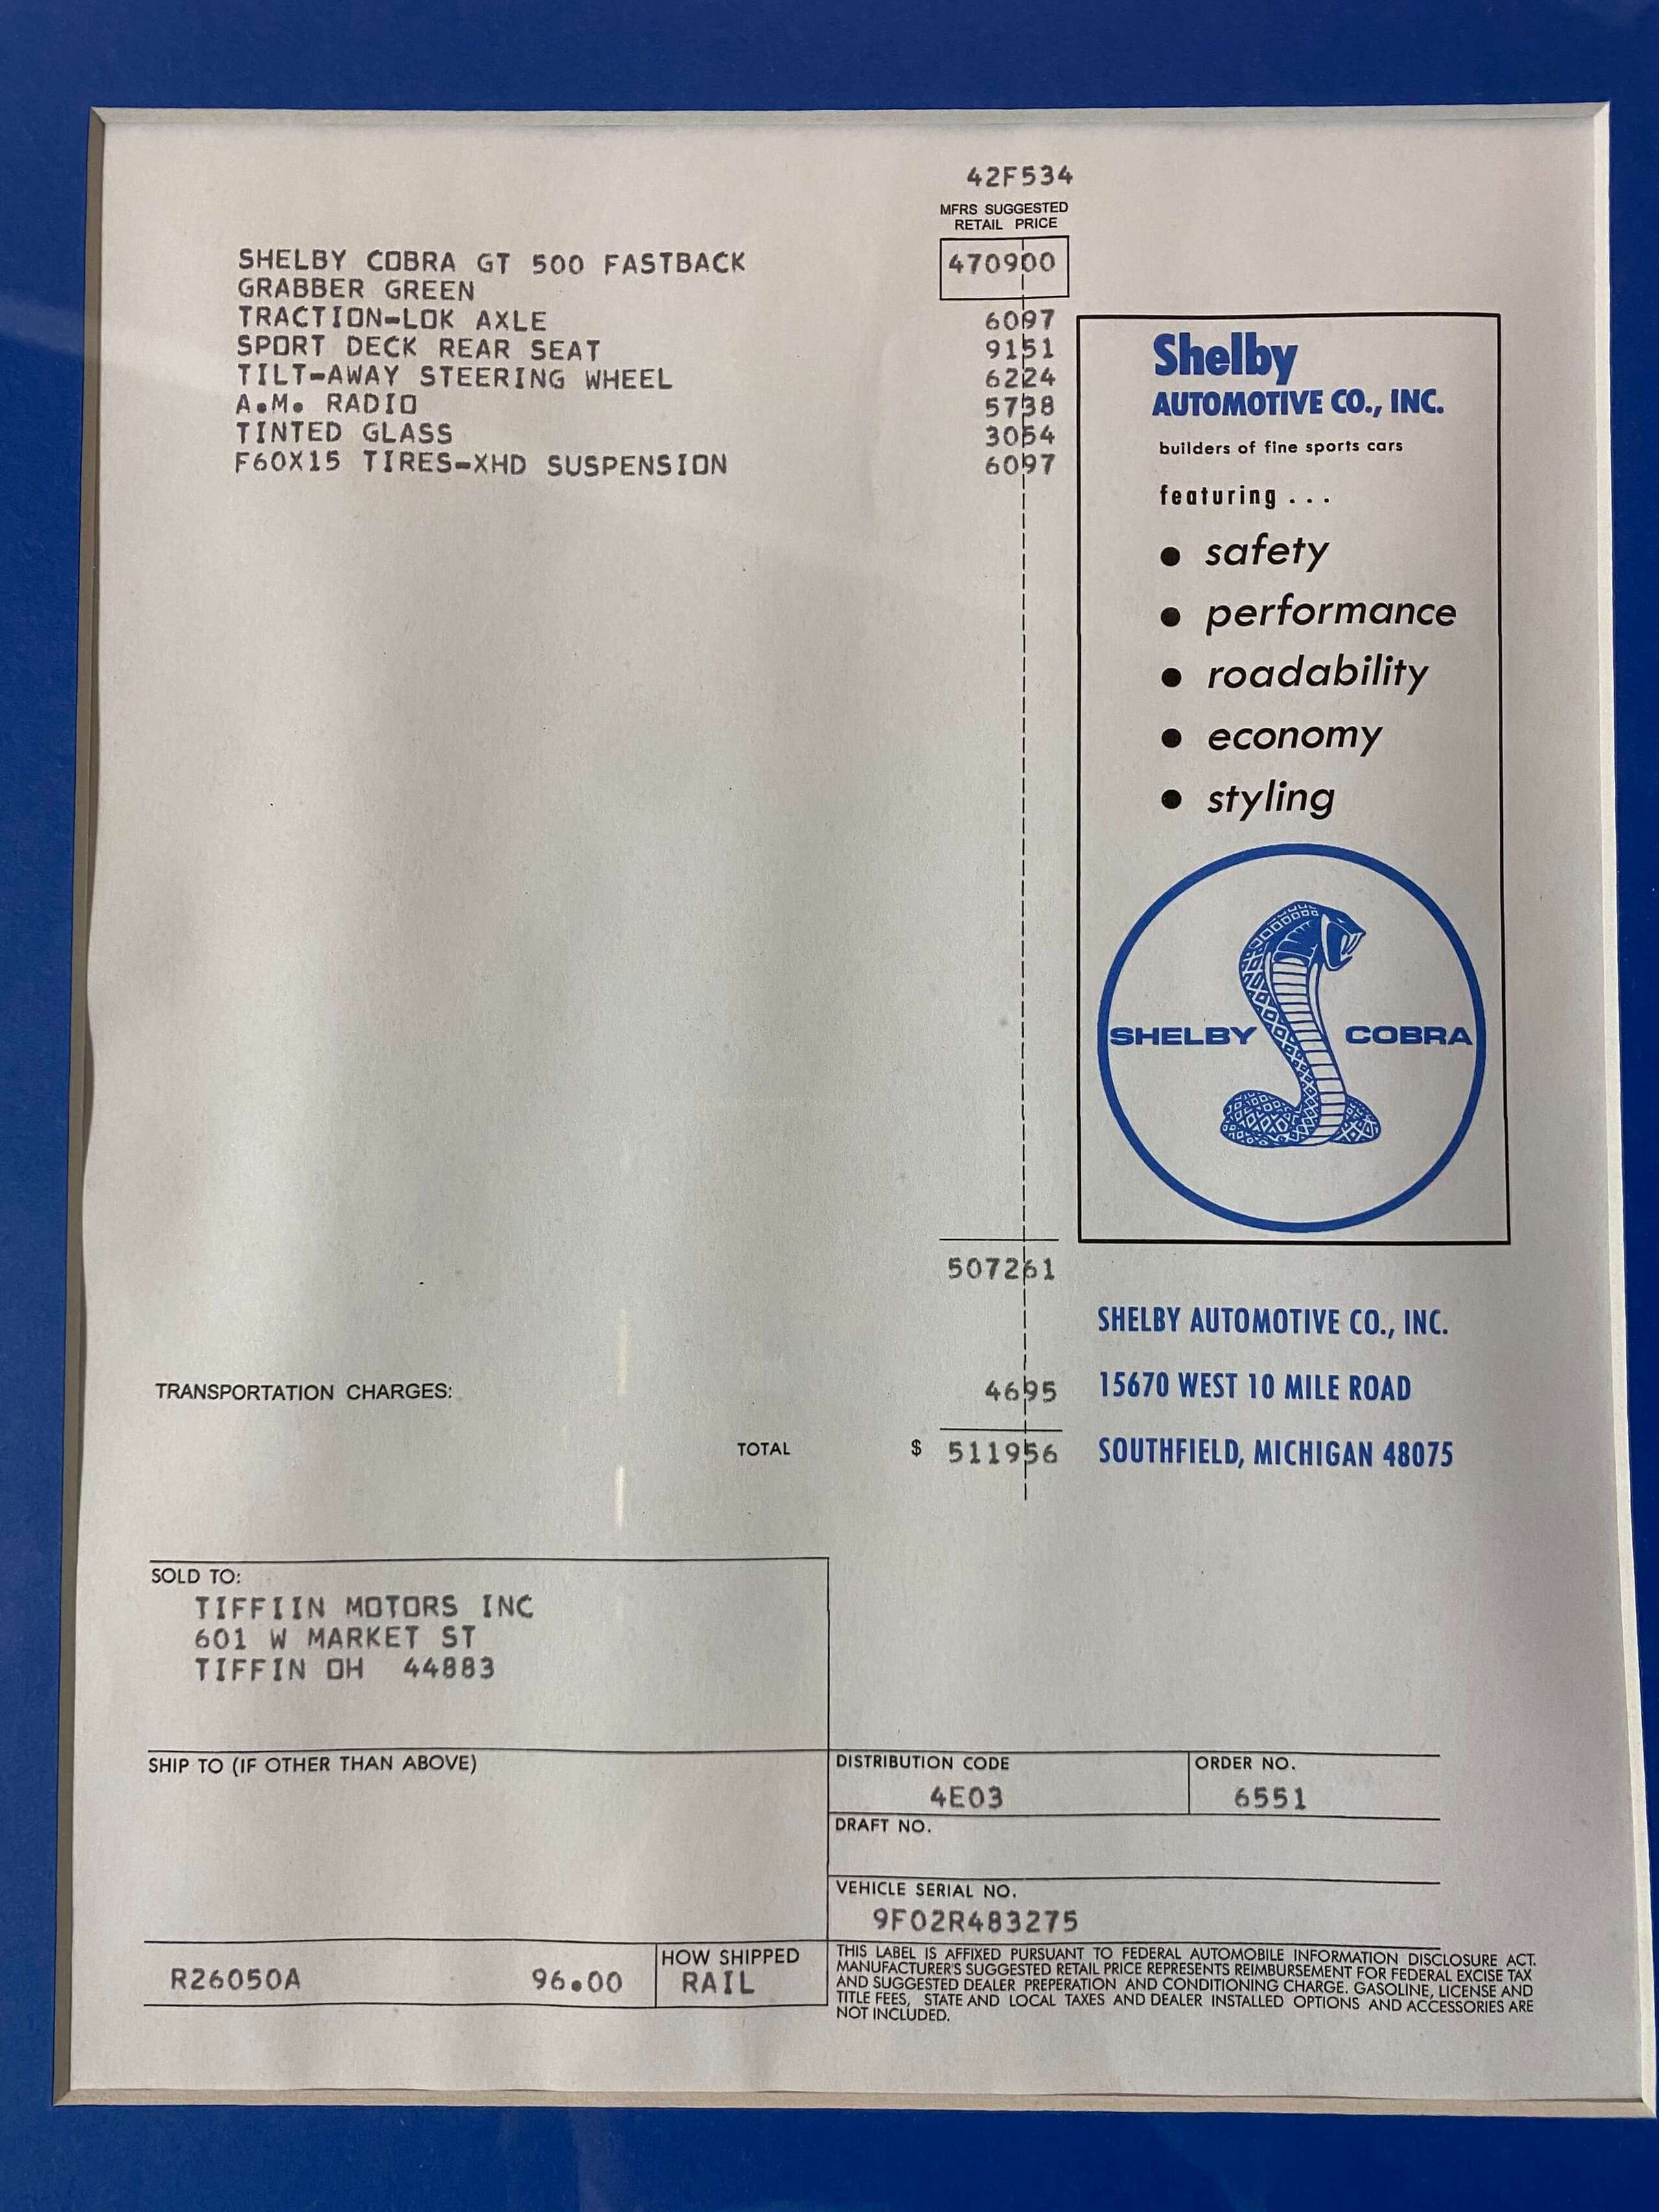 42F534
MFRS SUGGESTED
RETAIL PRICE
SHELBY COBRA GT 500 FASTBACK 470900
GRABBER GREEN
TRACTION-LOK AXLE 6097
SPORT DECK REAR SEAT 9151
TILT-AWAY STEERING WHEEL 6224
A.M. RADIO 5738
TINTED GLASS 3054
F60X15 TIRES-XHD SUSPENSION 6097
Shelby
AUTOMOTIVE CO., INC.
builders of fine sports cars
featuring . . .
• safety
• performance
• roadability
• economy
• styling
SHELBY COBRA
507261
SHELBY AUTOMOTIVE CO., INC.
15670 WEST 10 MILE ROAD
SOUTHFIELD, MICHIGAN 48075
TRANSPORTATION CHARGES: 4695
TOTAL $ 511956
SOLD TO:
TIFFIIN MOTORS INC
601 W MARKET ST
TIFFIN OH 44883
SHIP TO (IF OTHER THAN ABOVE)
DISTRIBUTION CODE
4E03
ORDER NO.
6551
DRAFT NO.
VEHICLE SERIAL NO.
9F02R483275
R26050A 96.00
HOW SHIPPED
RAIL
THIS LABEL IS AFFIXED PURSUANT TO FEDERAL AUTOMOBILE INFORMATION DISCLOSURE ACT.
MANUFACTURER'S SUGGESTED RETAIL PRICE REPRESENTS REIMBURSEMENT FOR FEDERAL EXCISE TAX
AND SUGGESTED DEALER PREPERATION AND CONDITIONING CHARGE. GASOLINE, LICENSE AND
TITLE FEES, STATE AND LOCAL TAXES AND DEALER INSTALLED OPTIONS AND ACCESSORIES ARE
NOT INCLUDED.